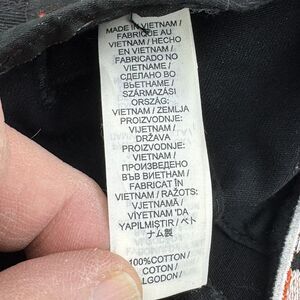 MADE IN VIETNAM /
FABRIQUE AU
VIETNAM / HECHO
EN VIETNAM /
FABRICADO NO
VIETNAME /
СДЕЛАНО ВО
ВЬЕТНАМЕ /
SZÁRMAZÁSI
ORSZÁG:
VIETNAM / ZEMLJA
PROIZVODNJE:
VIJETNAM /
DRŽAVA
PROIZVODNJE:
VIETNAM /
ПРОИЗВЕДЕНО
ВЪВ ВИЕТНАМ /
FABRICAT ÎN
VIETNAM / RAŽOTS:
VJETNAMĀ /
VİYETNAM 'DA
YAPILMIŞTIR / ベト
ナム製
100%COTTON /
COTON /
ALGODON /